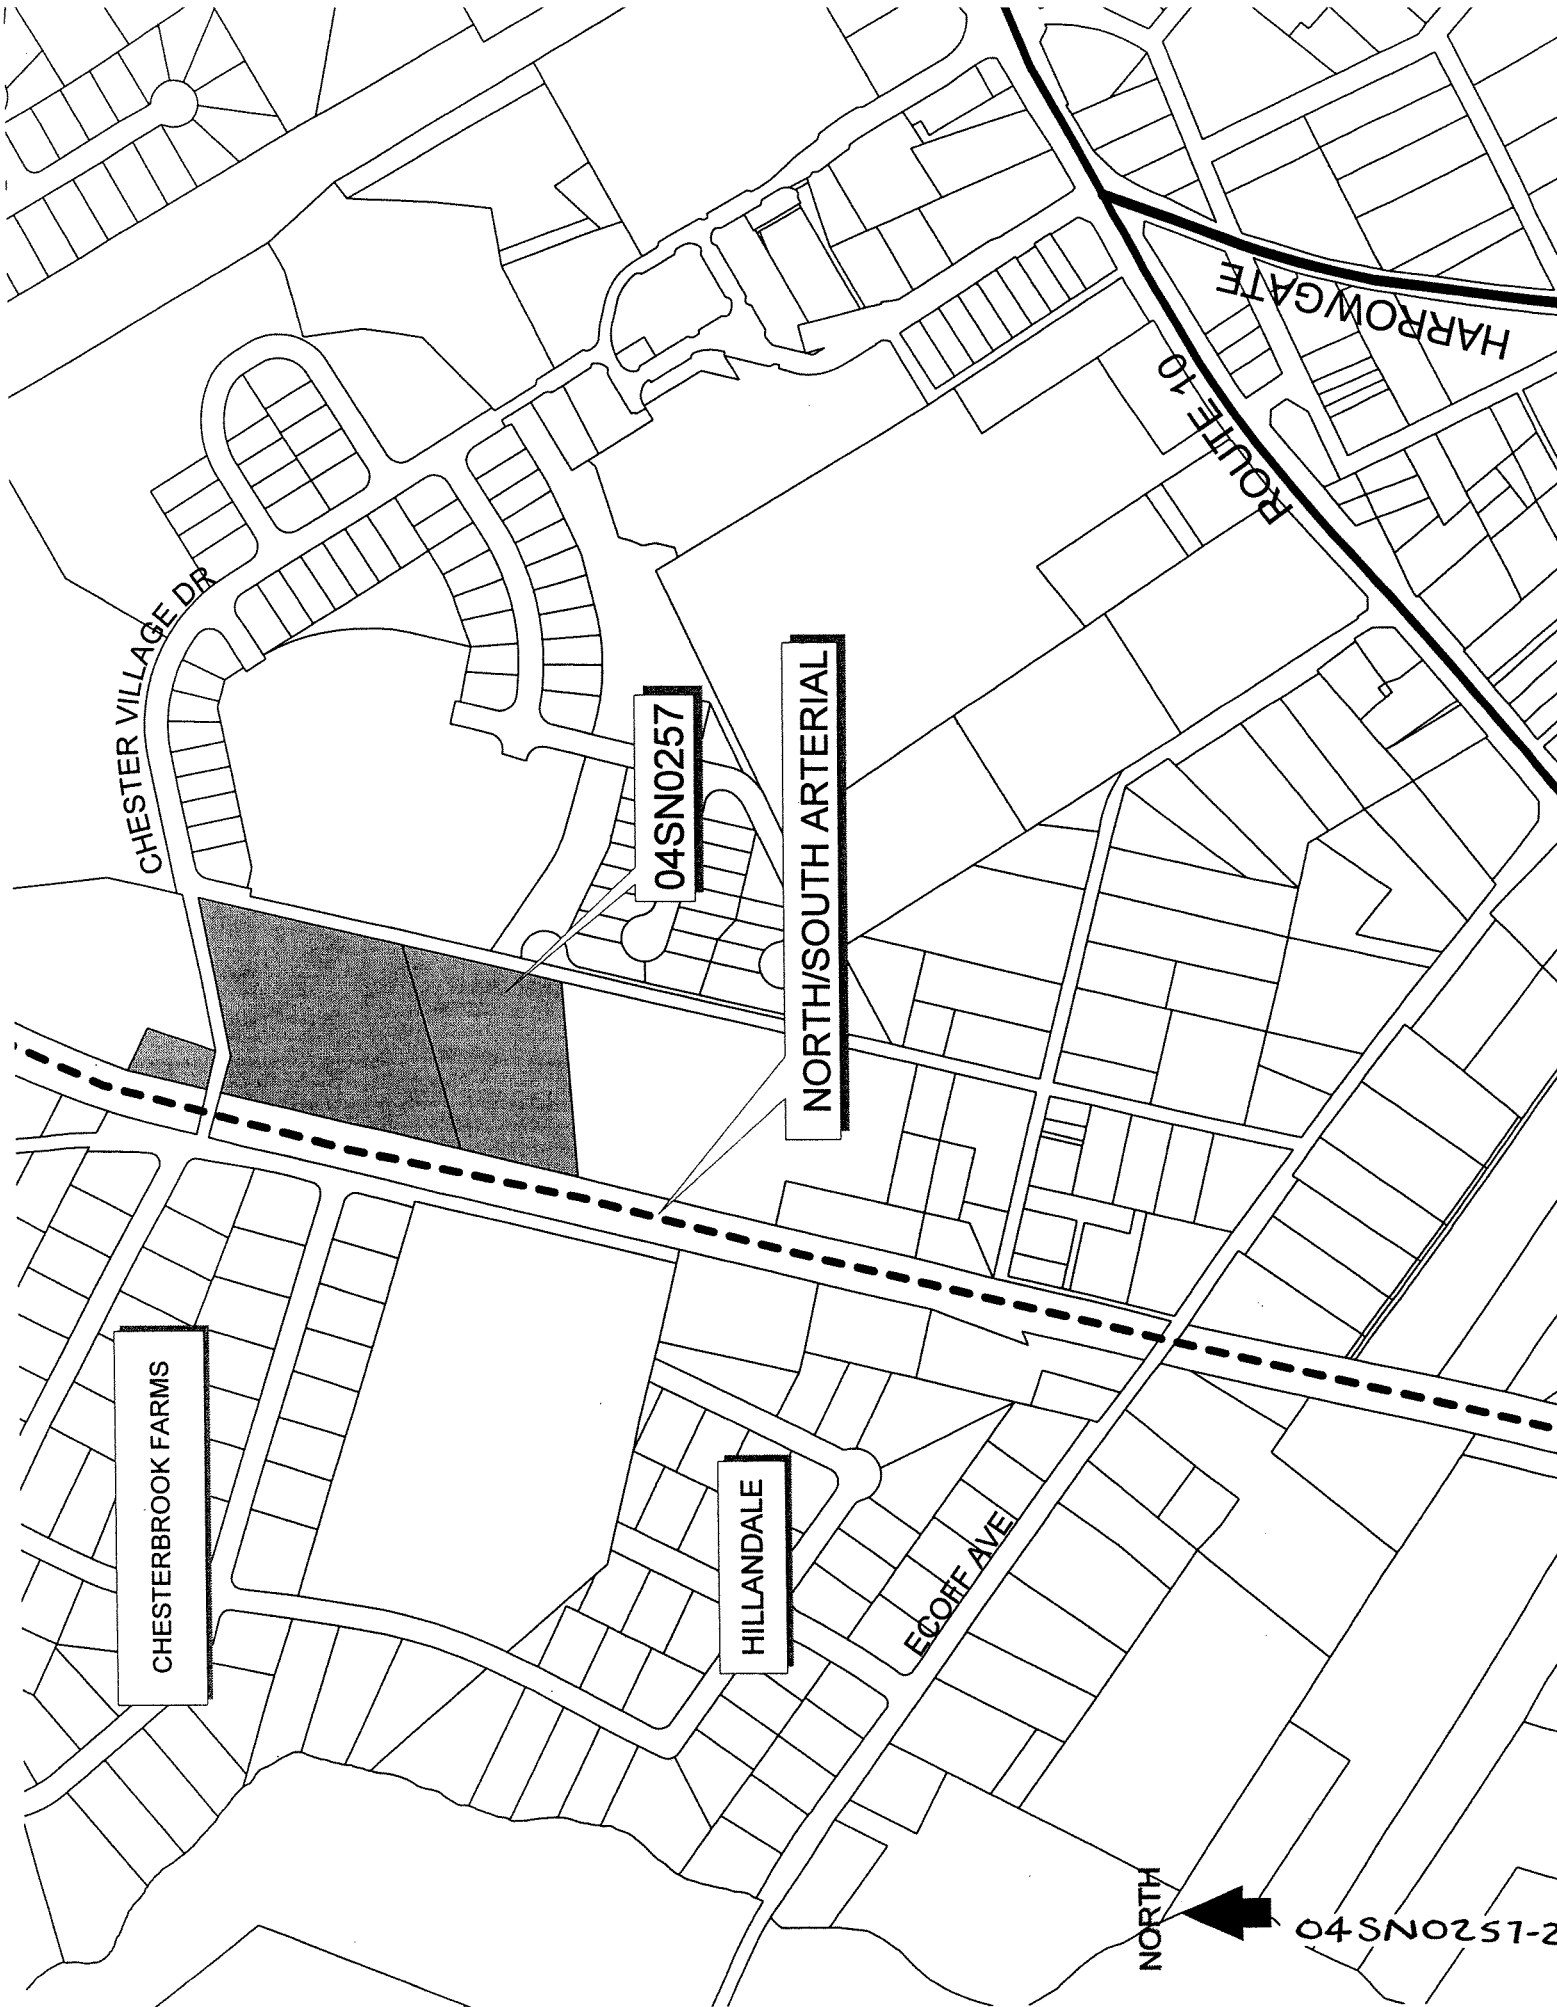 CHESTER VILLAGE DR
04SN0257
NORTH/SOUTH ARTERIAL
ROUTE 10
HARROWGATE
CHESTERBROOK FARMS
HILLANDALE
ECOFF AVE
NORTH
04SN0257-2